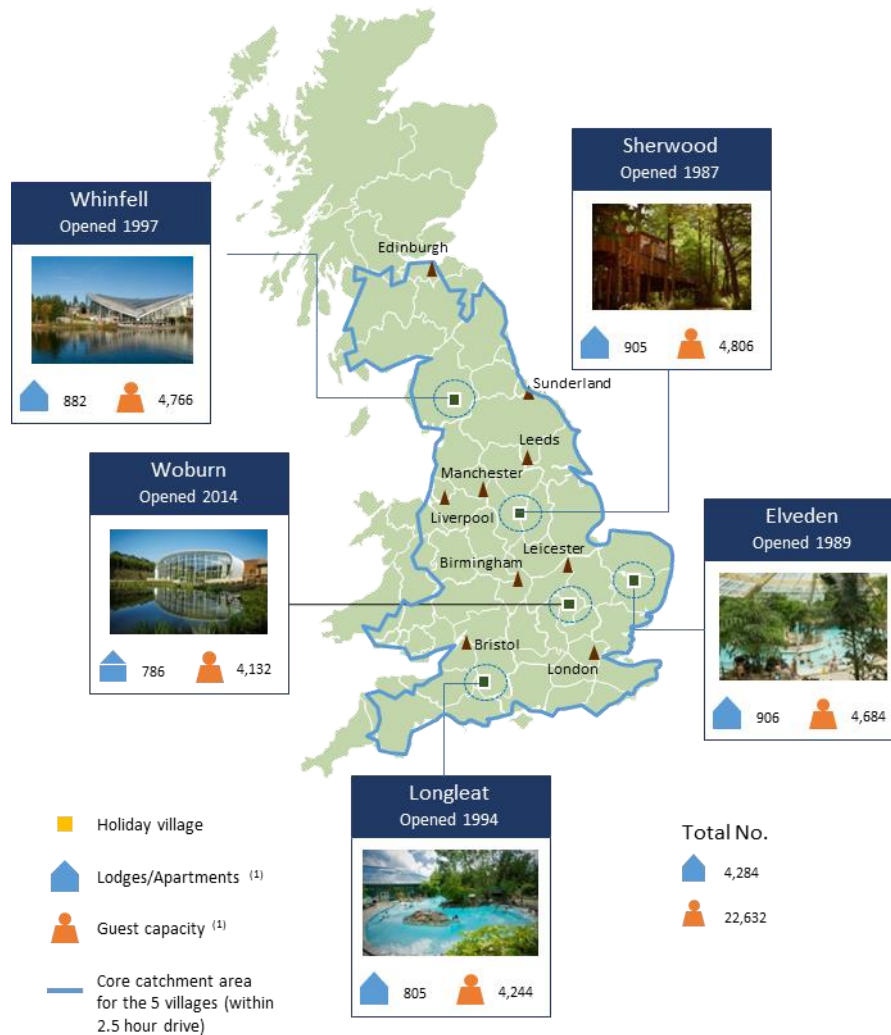 Sherwood
Opened 1987
905
4,806
Whinfell
Opened 1997
882
4,766
Edinburgh
Sunderland
Leeds
Manchester
Liverpool
Woburn
Opened 2014
786
4,132
Elveden
Opened 1989
906
4,684
Leicester
Birmingham
Bristol
London
Longleat
Opened 1994
805
4,244
Holiday village
Lodges/Apartments (1)
Guest capacity (1)
Core catchment area
for the 5 villages (within
2.5 hour drive)
Total No.
4,284
22,632